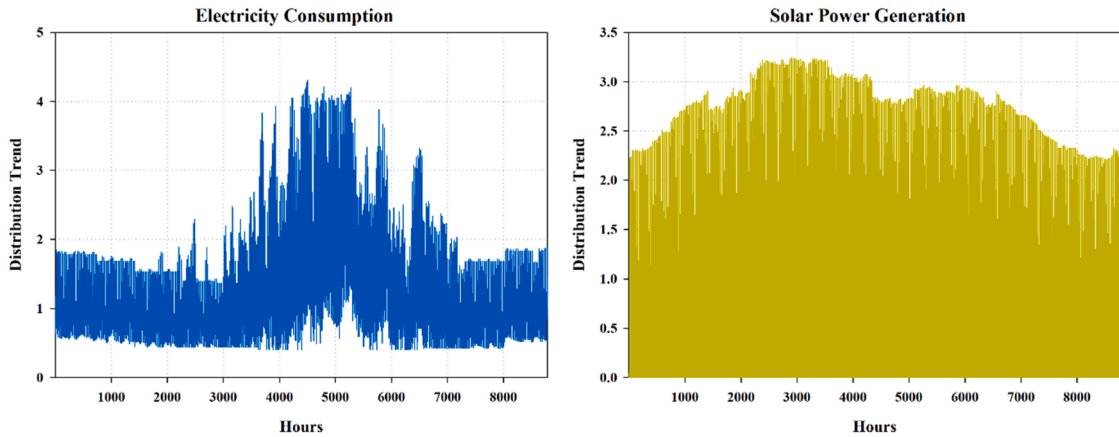 Electricity Consumption
5
4
3
2
1
0
Distribution Trend
1000 2000 3000 4000 5000 6000 7000 8000
Hours
Solar Power Generation
3.5
3.0
2.5
2.0
1.5
1.0
0.5
0.0
Distribution Trend
1000 2000 3000 4000 5000 6000 7000 8000
Hours